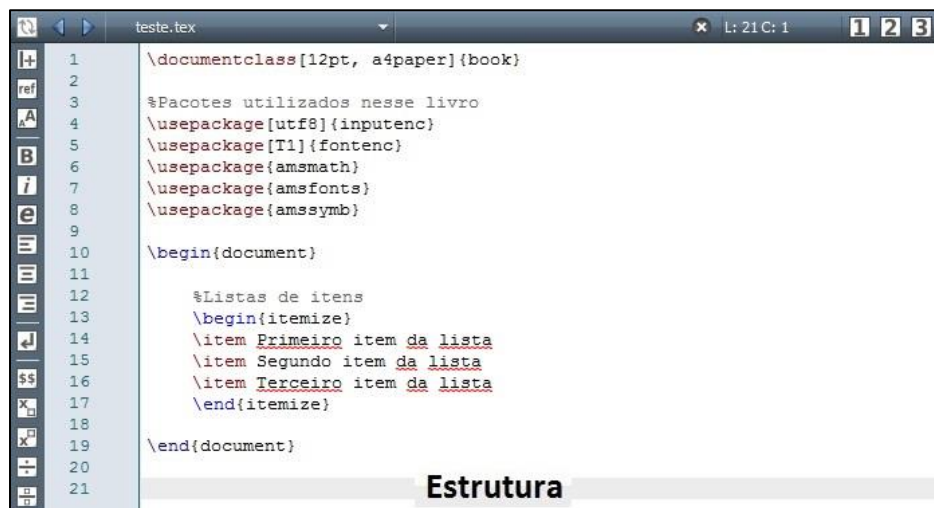 teste.tex L: 21 C: 1 1 2 3
ref
A A
B
i
e
$$
x
x
1 \documentclass[12pt, a4paper]{book}
2
3 %Pacotes utilizados nesse livro
4 \usepackage[utf8]{inputenc}
5 \usepackage[T1]{fontenc}
6 \usepackage{amsmath}
7 \usepackage{amsfonts}
8 \usepackage{amssymb}
9
10 \begin{document}
11
12 %Listas de itens
13 \begin{itemize}
14 \item Primeiro item da lista
15 \item Segundo item da lista
16 \item Terceiro item da lista
17 \end{itemize}
18
19 \end{document}
20
21
Estrutura